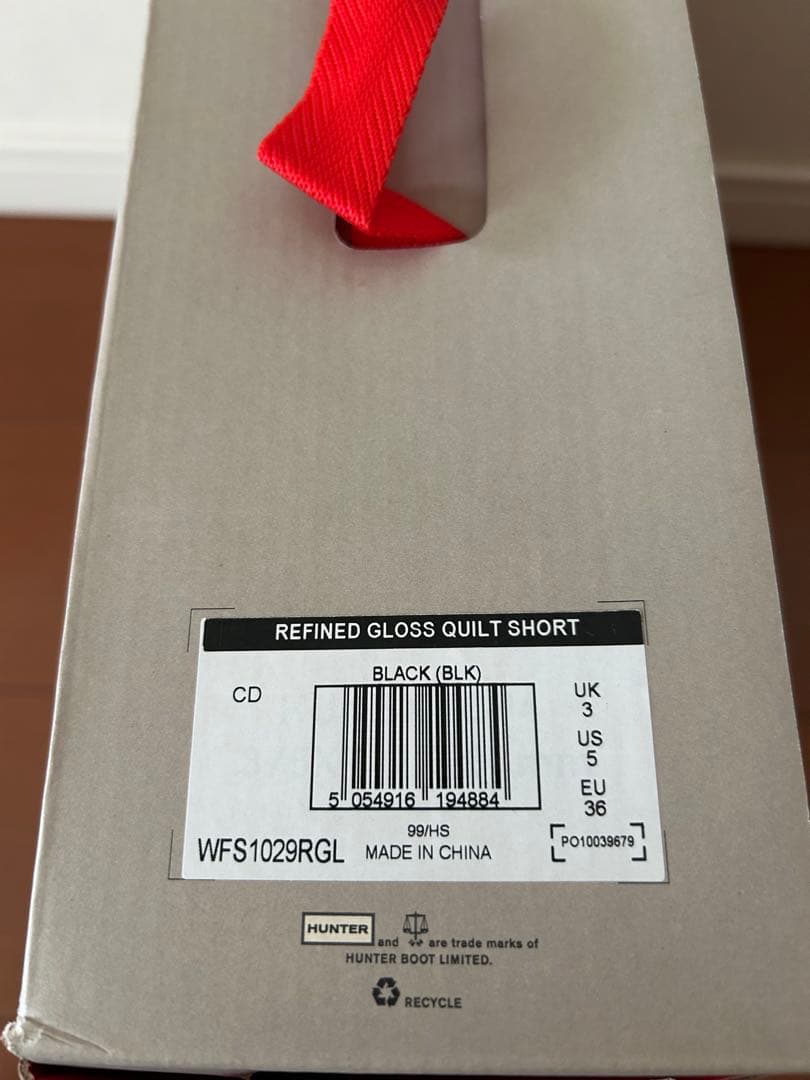 REFINED GLOSS QUILT SHORT
BLACK (BLK)
CD
UK
3
US
5
EU
36
5 054916 194884
99/HS
WFS1029RGL
MADE IN CHINA
PO10039679
HUNTER and are trade marks of
HUNTER BOOT LIMITED.
RECYCLE